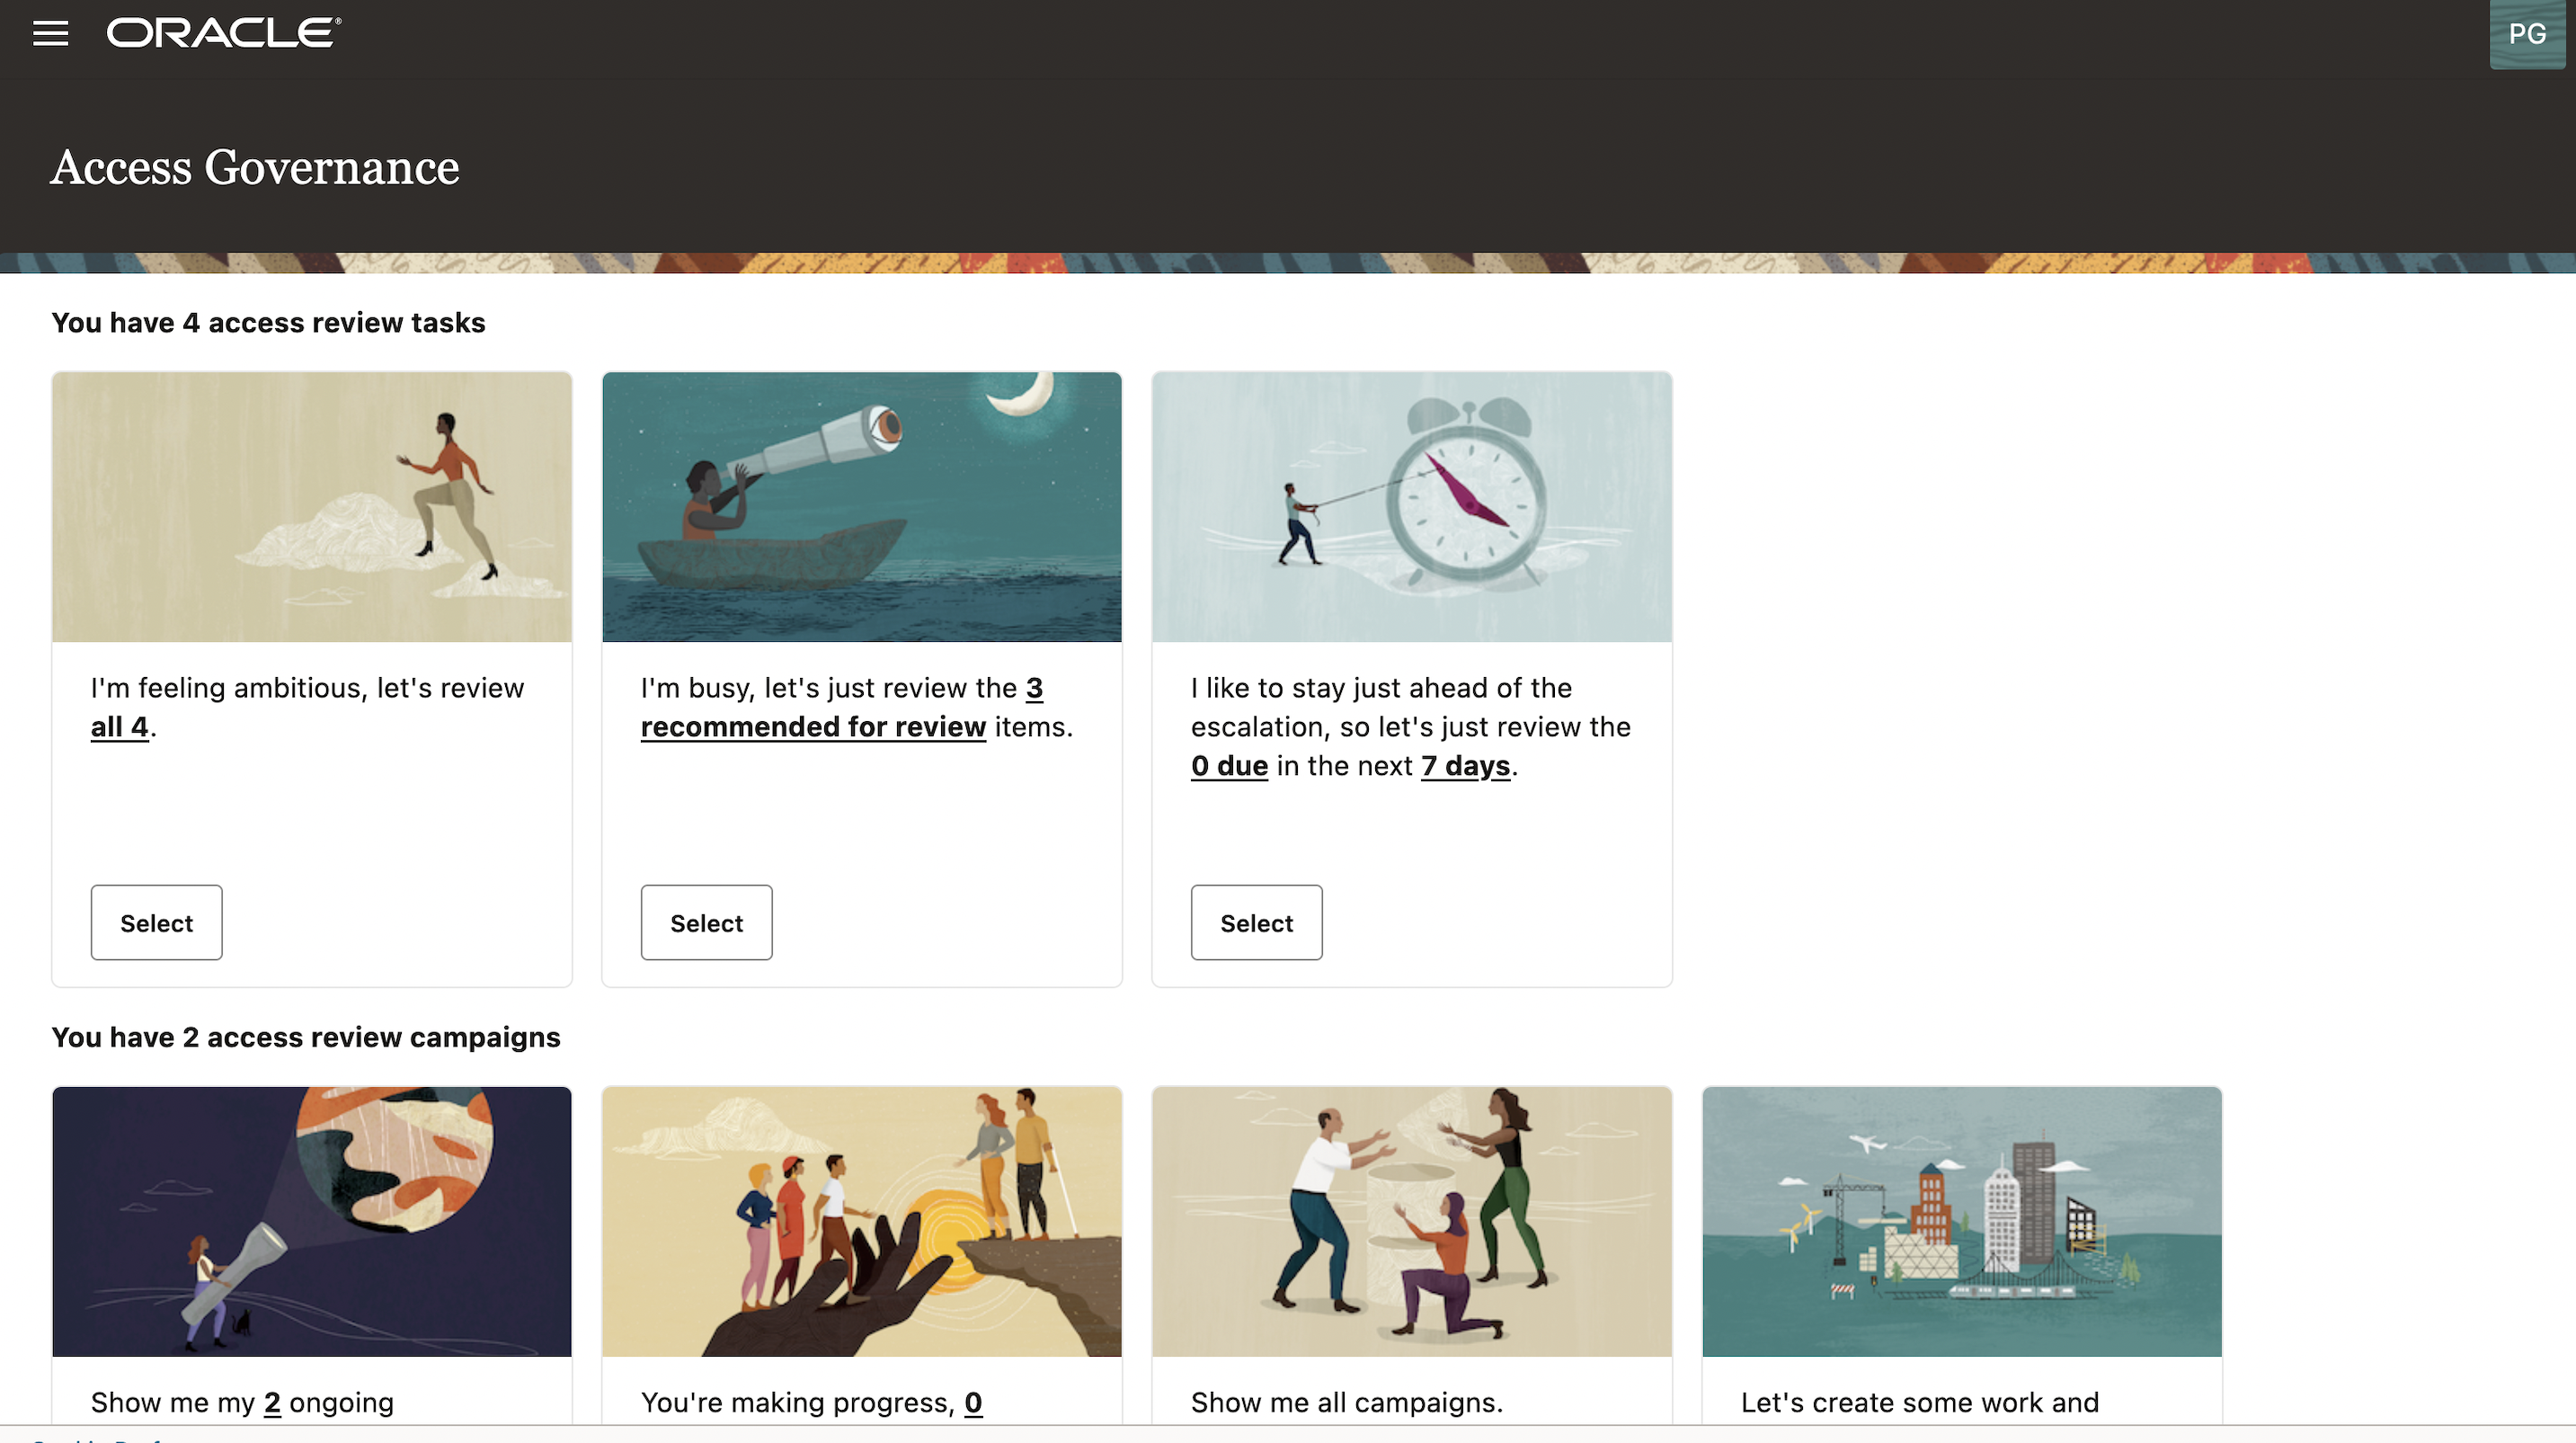 ORACLE
PG
Access Governance
You have 4 access review tasks
I'm feeling ambitious, let's review
all 4.
Select
I'm busy, let's just review the 3
recommended for review items.
Select
I like to stay just ahead of the
escalation, so let's just review the
0 due in the next 7 days.
Select
You have 2 access review campaigns
Show me my 2 ongoing
You're making progress, 0
Show me all campaigns.
Let's create some work and